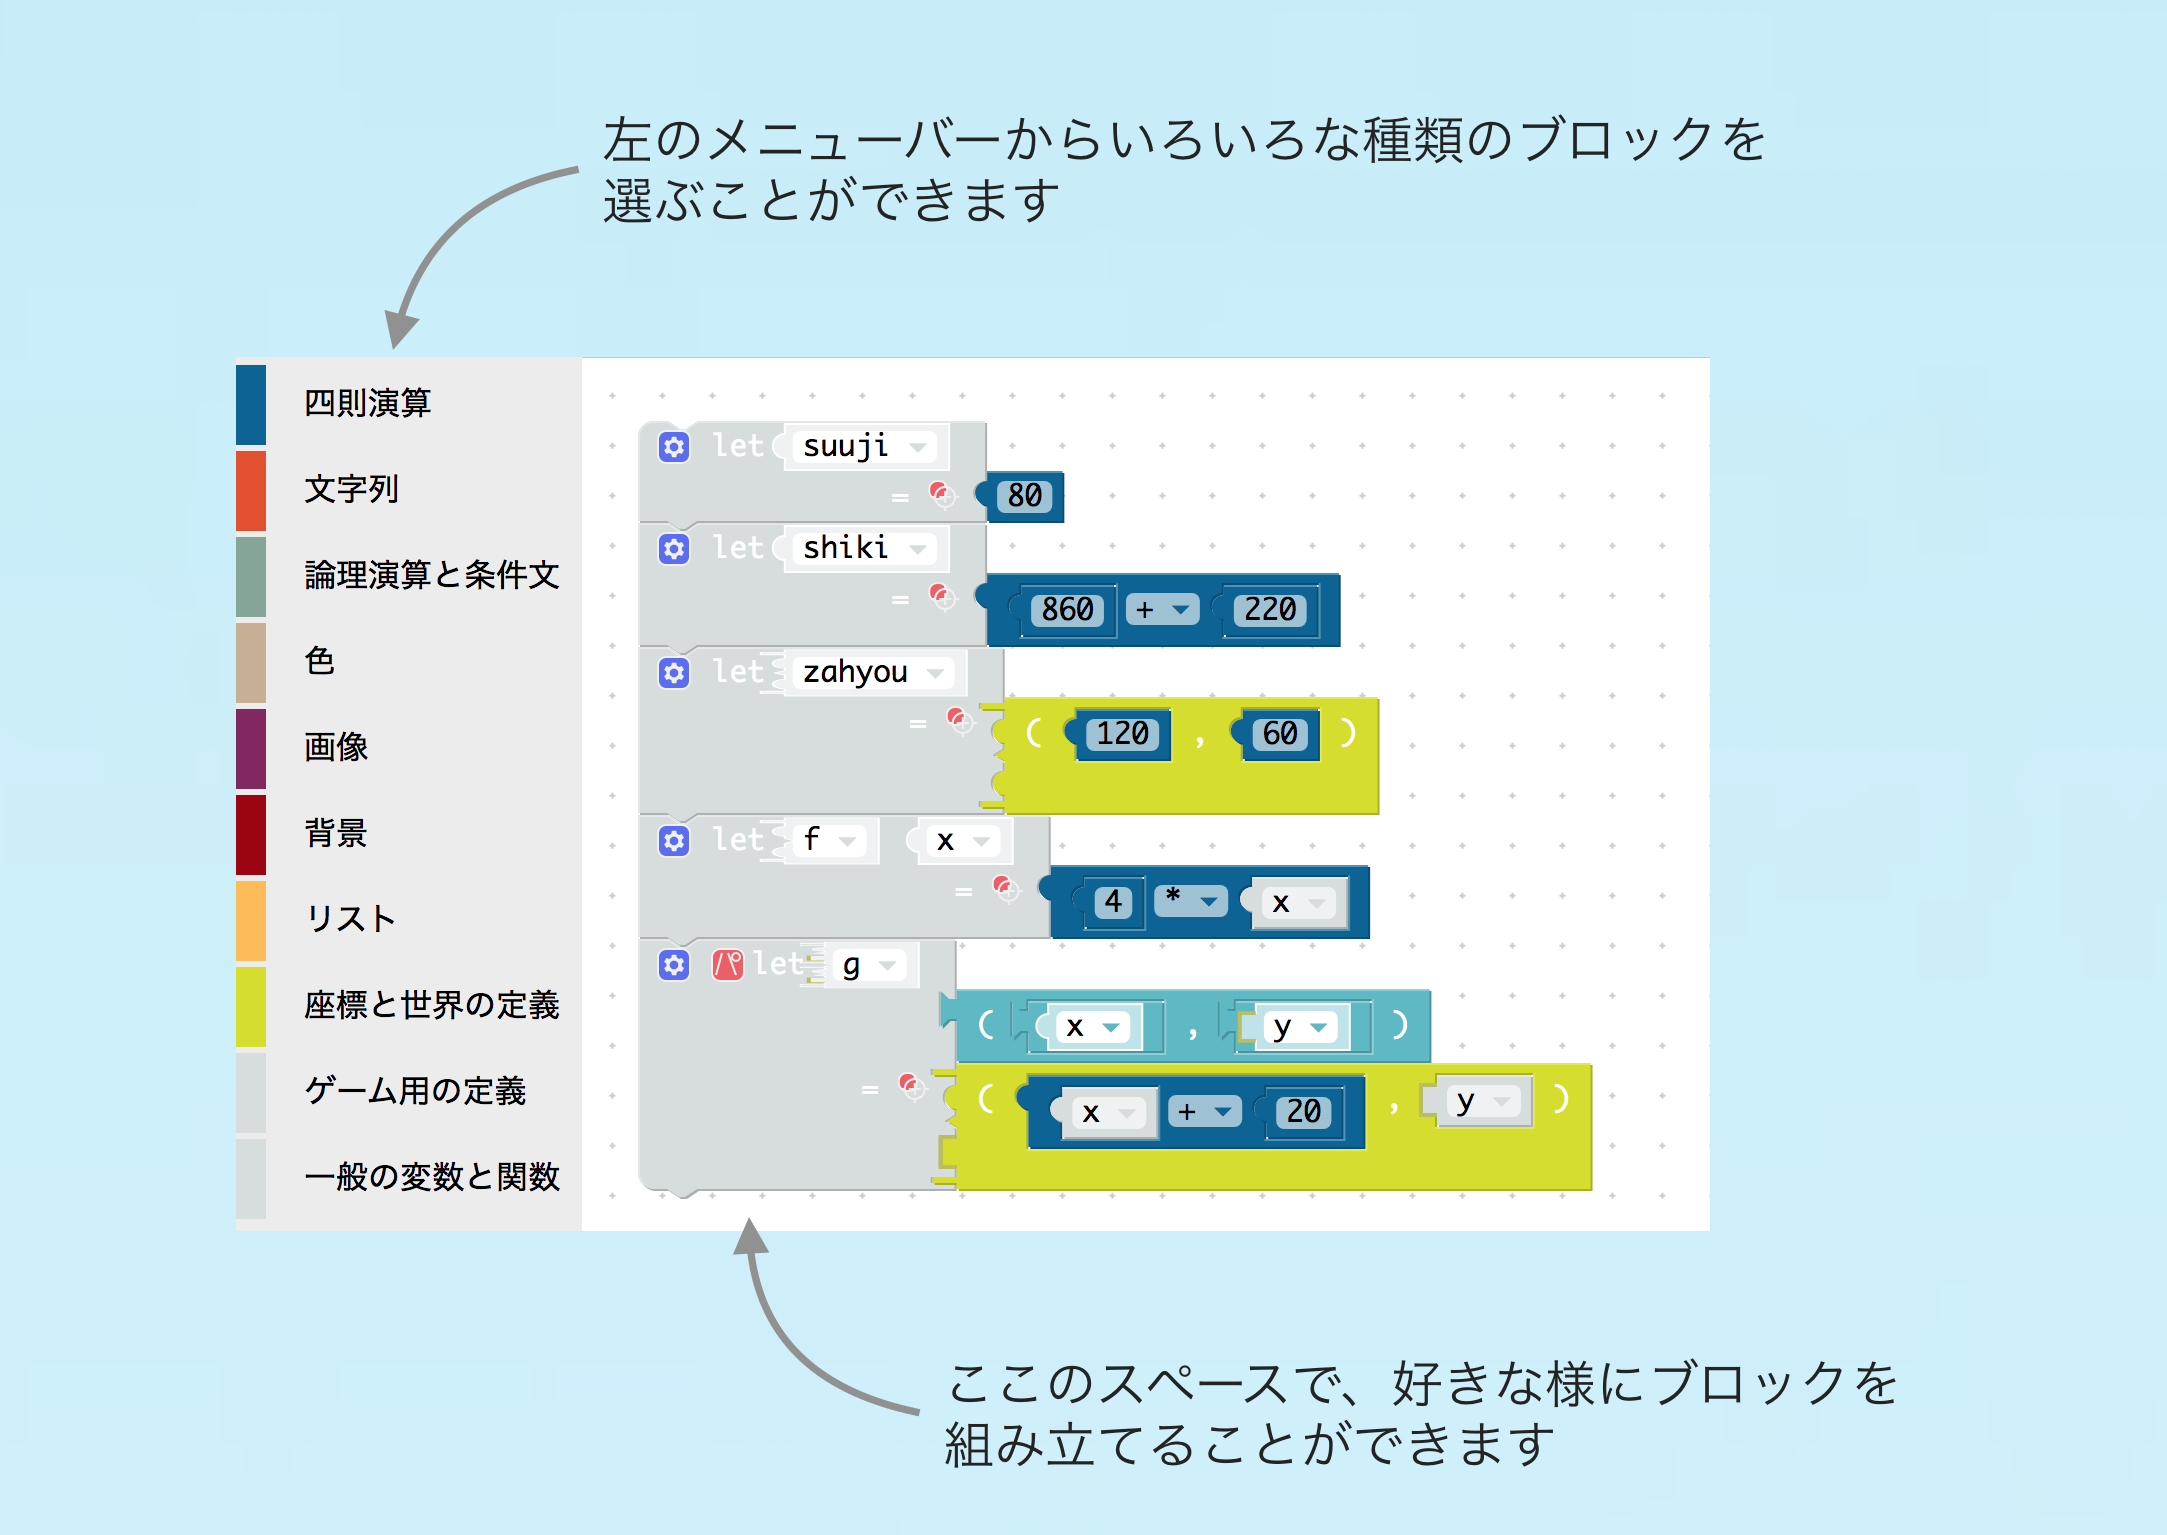 左のメニューバーからいろいろな種類のブロックを
選ぶことができます
四則演算
文字列
論理演算と条件文
色
画像
背景
リスト
座標と世界の定義
ゲーム用の定義
一般の変数と関数
let suuji
= 80
let shiki
= 860 + 220
let zahyou
= ( 120 , 60 )
let f x
= 4 * x
パ let g
( x , y )
= ( x + 20 , y )
ここのスペースで、好きな様にブロックを
組み立てることができます